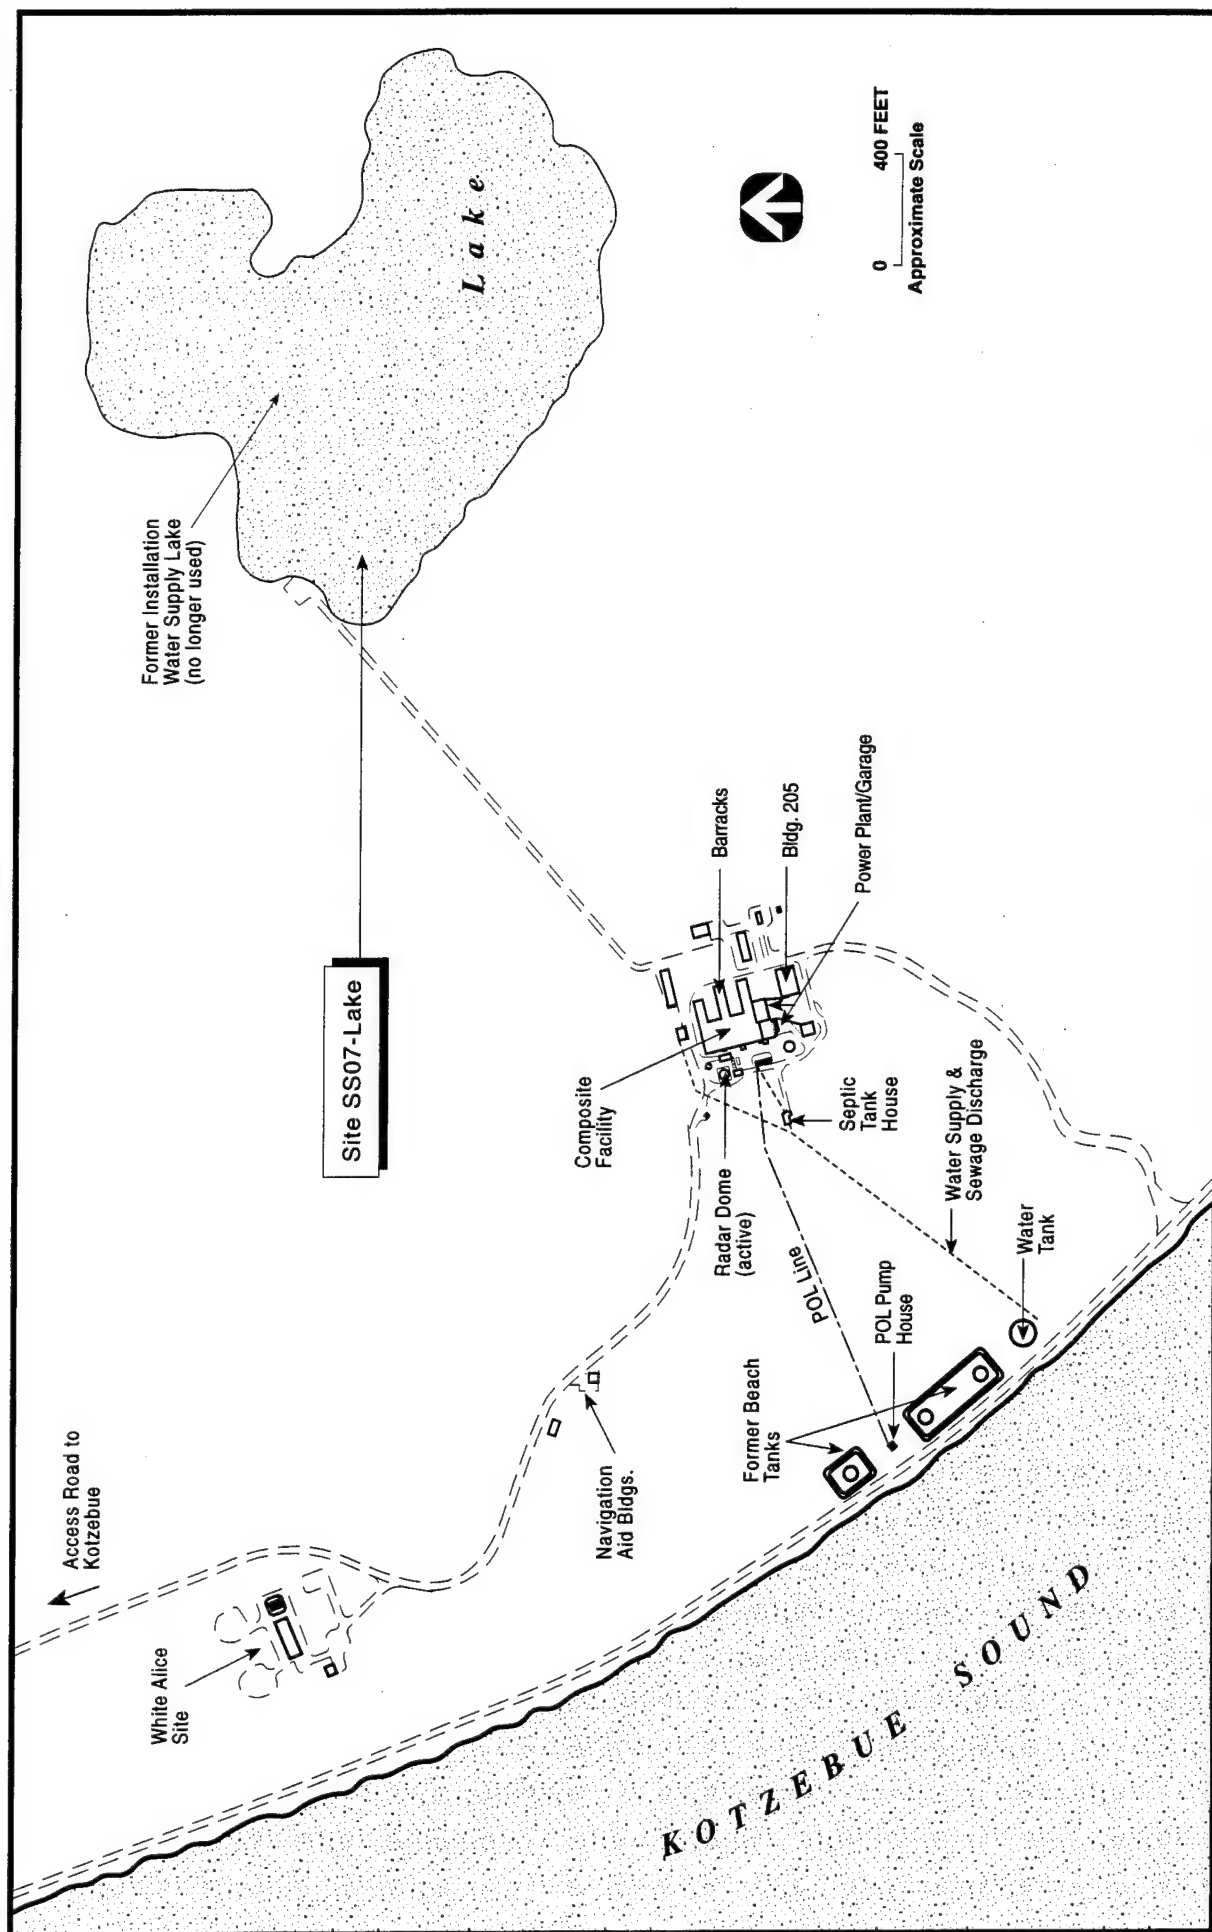 Access Road to
Kotzebue
White Alice
Site
Navigation
Aid Bldgs.
Former Installation
Water Supply Lake
(no longer used)
Lake
Site SS07-Lake
Composite
Facility
Barracks
Bldg. 205
Power Plant/Garage
Radar Dome
(active)
Septic
Tank
House
POL Line
POL Pump
House
Former Beach
Tanks
Water Supply &
Sewage Discharge
Water
Tank
KOTZEBUE SOUND
0 400 FEET
Approximate Scale